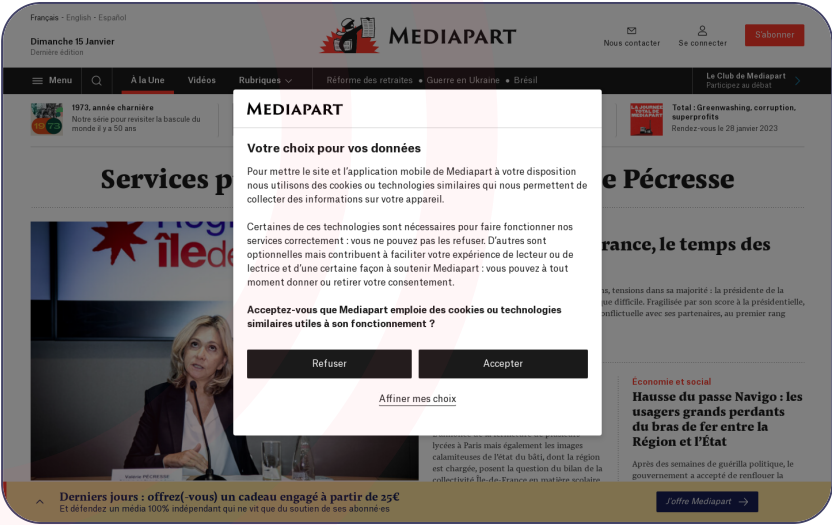 Français - English - Español
Dimanche 15 Janvier
Dernière édition
MEDIAPART
Nous contacter
Se connecter
S'abonner
Menu
À la Une
Vidéos
Rubriques
Réforme des retraites • Guerre en Ukraine • Brésil
Le Club de Mediapart
Participez au débat
1973
1973, année charnière
Notre série pour revisiter la bascule du
monde il y a 50 ans
LA JOURNÉE
TOTAL DE
MEDIAPART
Total : Greenwashing, corruption,
superprofits
Rendez-vous le 28 janvier 2023
Services p
e Pécresse
MEDIAPART
Votre choix pour vos données
Pour mettre le site et l'application mobile de Mediapart à votre disposition
nous utilisons des cookies ou technologies similaires qui nous permettent de
collecter des informations sur votre appareil.
Certaines de ces technologies sont nécessaires pour faire fonctionner nos
services correctement : vous ne pouvez pas les refuser. D'autres sont
optionnelles mais contribuent à faciliter votre expérience de lecteur ou de
lectrice et d'une certaine façon à soutenir Mediapart : vous pouvez à tout
moment donner ou retirer votre consentement.
Acceptez-vous que Mediapart emploie des cookies ou technologies
similaires utiles à son fonctionnement ?
Refuser
Accepter
Affiner mes choix
île de
rance, le temps des
ns, tensions dans sa majorité : la présidente de la
que difficile. Fragilisée par son score à la présidentielle,
onflictuelle avec ses partenaires, au premier rang
lycées à Paris mais également les images
calamiteuses de l'état du bâti, dont la région
est chargée, posent la question du bilan de la
collectivité Île-de-France en matière scolaire
Économie et social
Hausse du passe Navigo : les
usagers grands perdants
du bras de fer entre la
Région et l'État
Après des semaines de guérilla politique, le
gouvernement a accepté de renflouer la
Valérie PÉCRESSE
Derniers jours : offrez(-vous) un cadeau engagé à partir de 25€
Et défendez un média 100% indépendant qui ne vit que du soutien de ses abonné·es
J'offre Mediapart